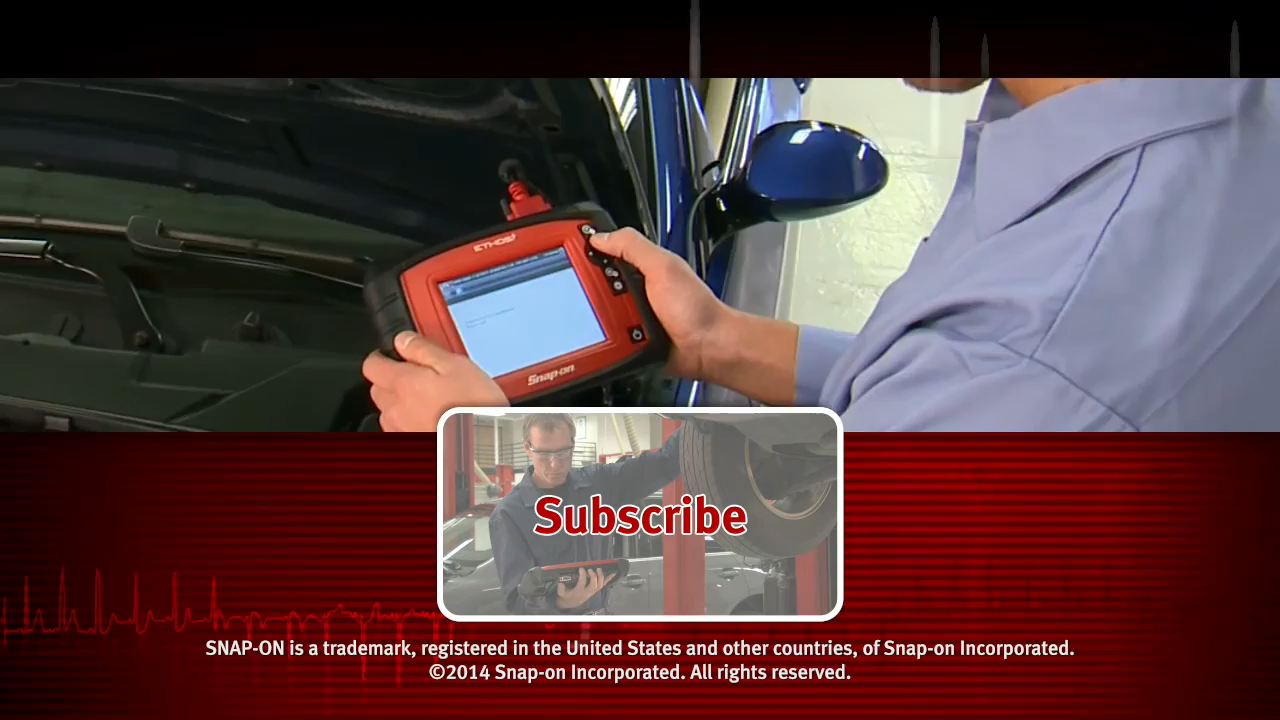 ETHOS
Snap-on
Subscribe
SNAP-ON is a trademark, registered in the United States and other countries, of Snap-on Incorporated.
©2014 Snap-on Incorporated. All rights reserved.